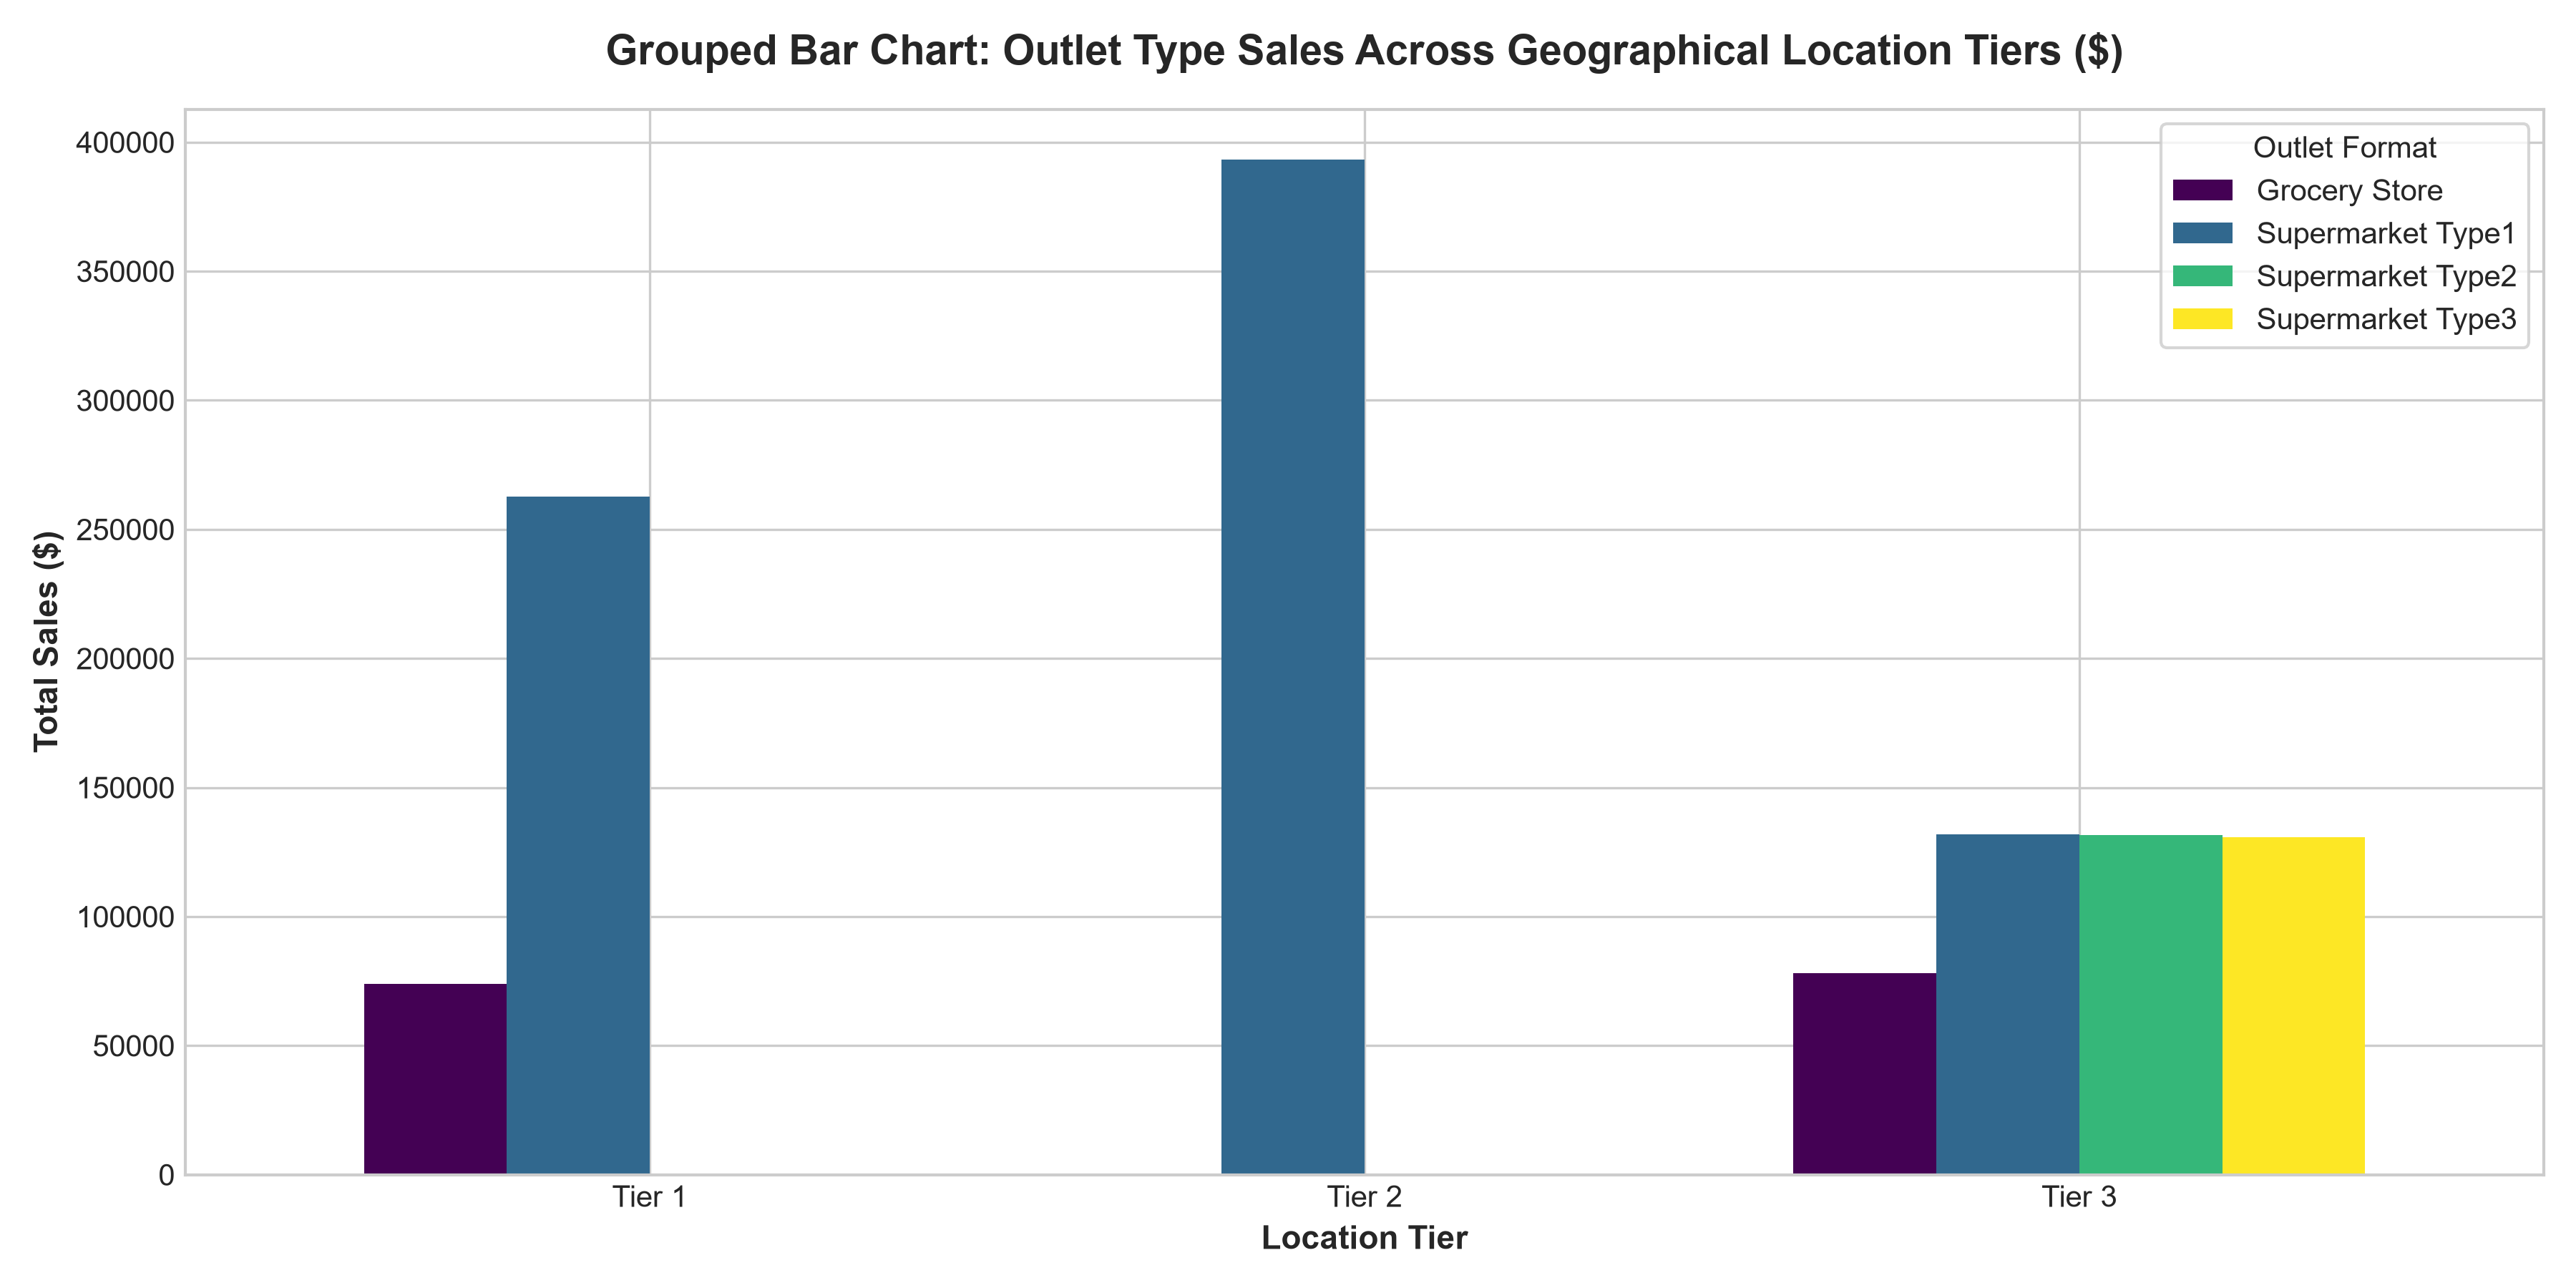 Grouped Bar Chart: Outlet Type Sales Across Geographical Location Tiers ($)
Outlet Format
Grocery Store
Supermarket Type1
Supermarket Type2
Supermarket Type3
Total Sales ($)
400000
350000
300000
250000
200000
150000
100000
50000
0
Tier 1
Tier 2
Tier 3
Location Tier